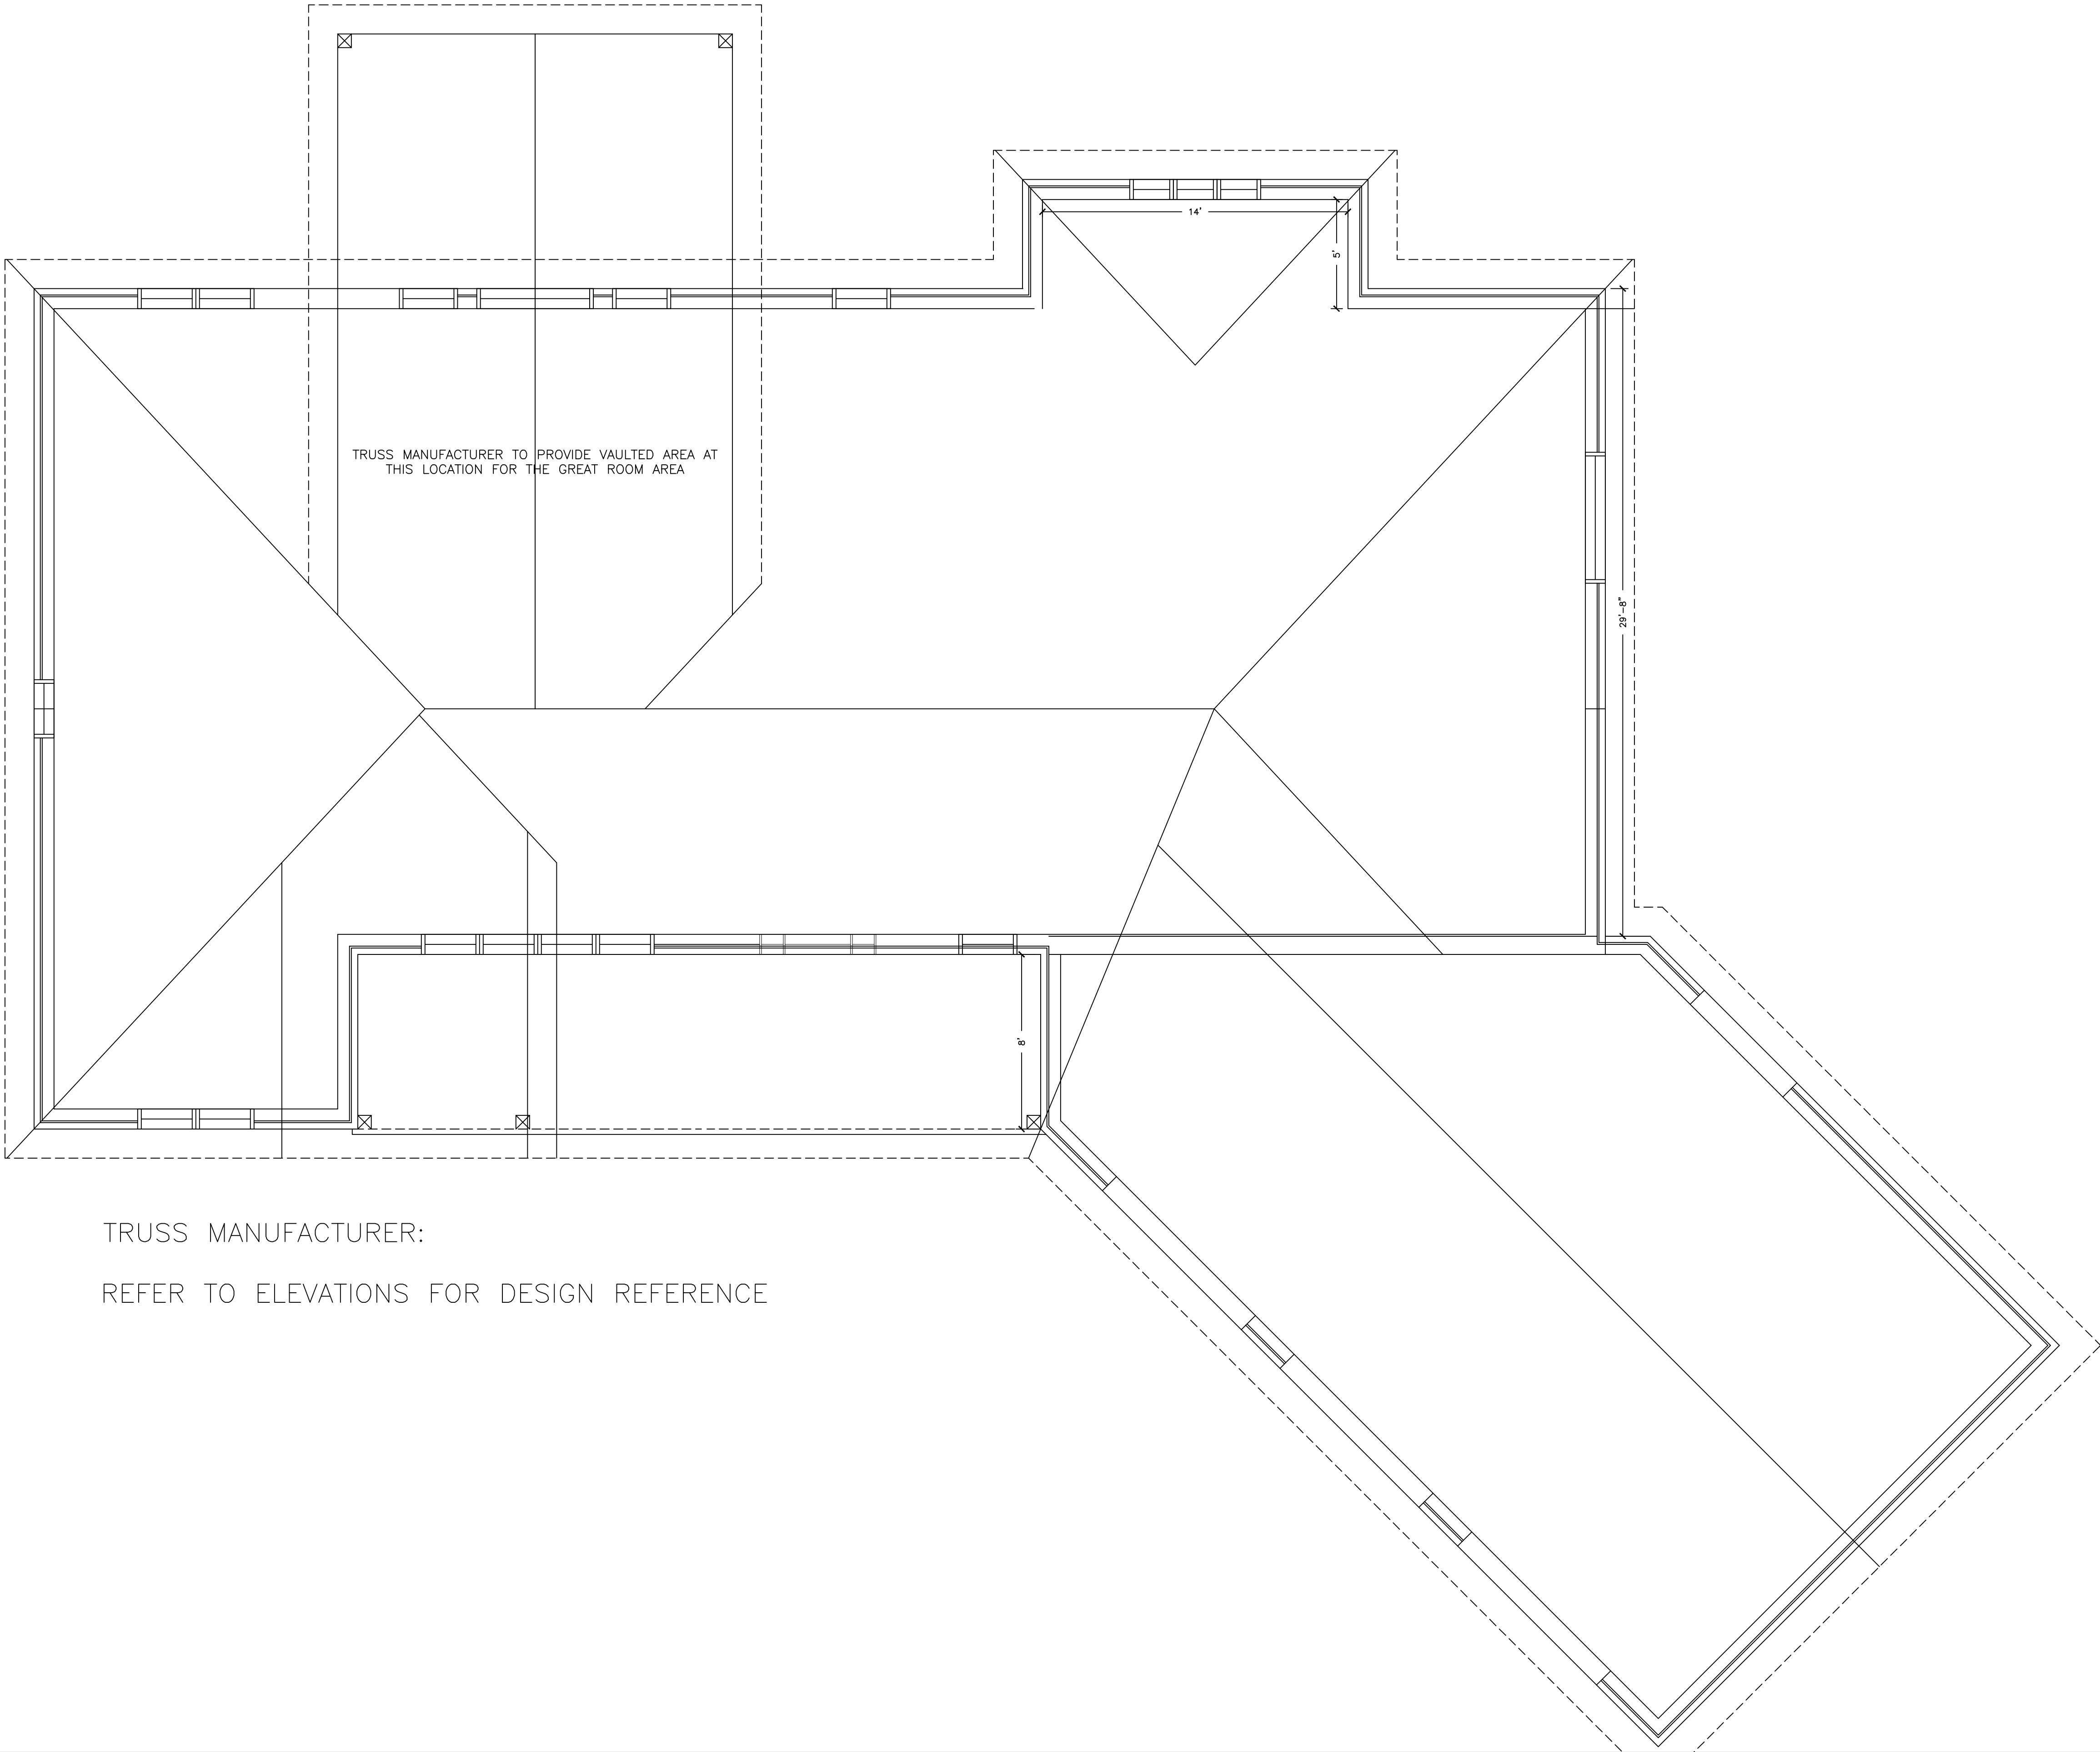 14'
5'
TRUSS MANUFACTURER TO PROVIDE VAULTED AREA AT
THIS LOCATION FOR THE GREAT ROOM AREA
29'-8"
8'
TRUSS MANUFACTURER:
REFER TO ELEVATIONS FOR DESIGN REFERENCE